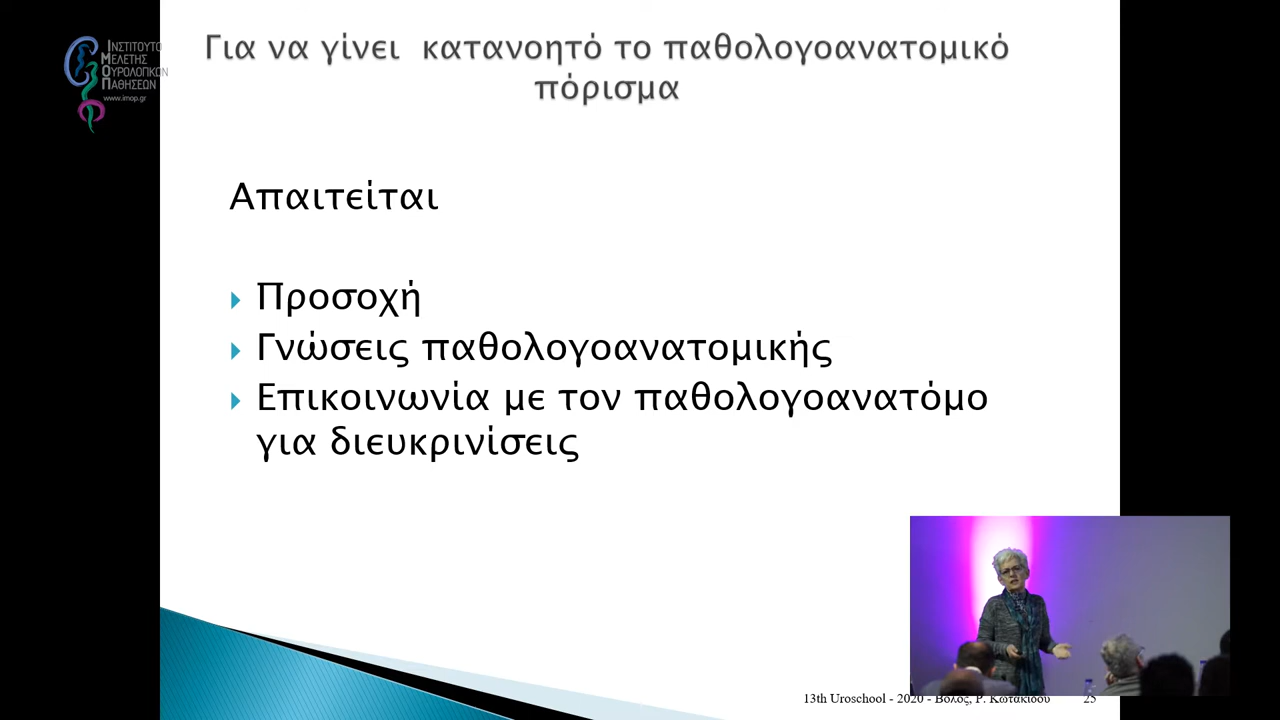 ΙΝΣΤΙΤΟΥΤΟ
ΜΕΛΕΤΗΣ
ΟΥΡΟΛΟΓΙΚΩΝ
ΠΑΘΗΣΕΩΝ
www.imop.gr
Για να γίνει κατανοητό το παθολογοανατομικό
πόρισμα
Απαιτείται
Προσοχή
Γνώσεις παθολογοανατομικής
Επικοινωνία με τον παθολογοανατόμο
για διευκρινίσεις
13th Uroschool - 2020 - Βόλος, Ρ. Κωτακίδου 25